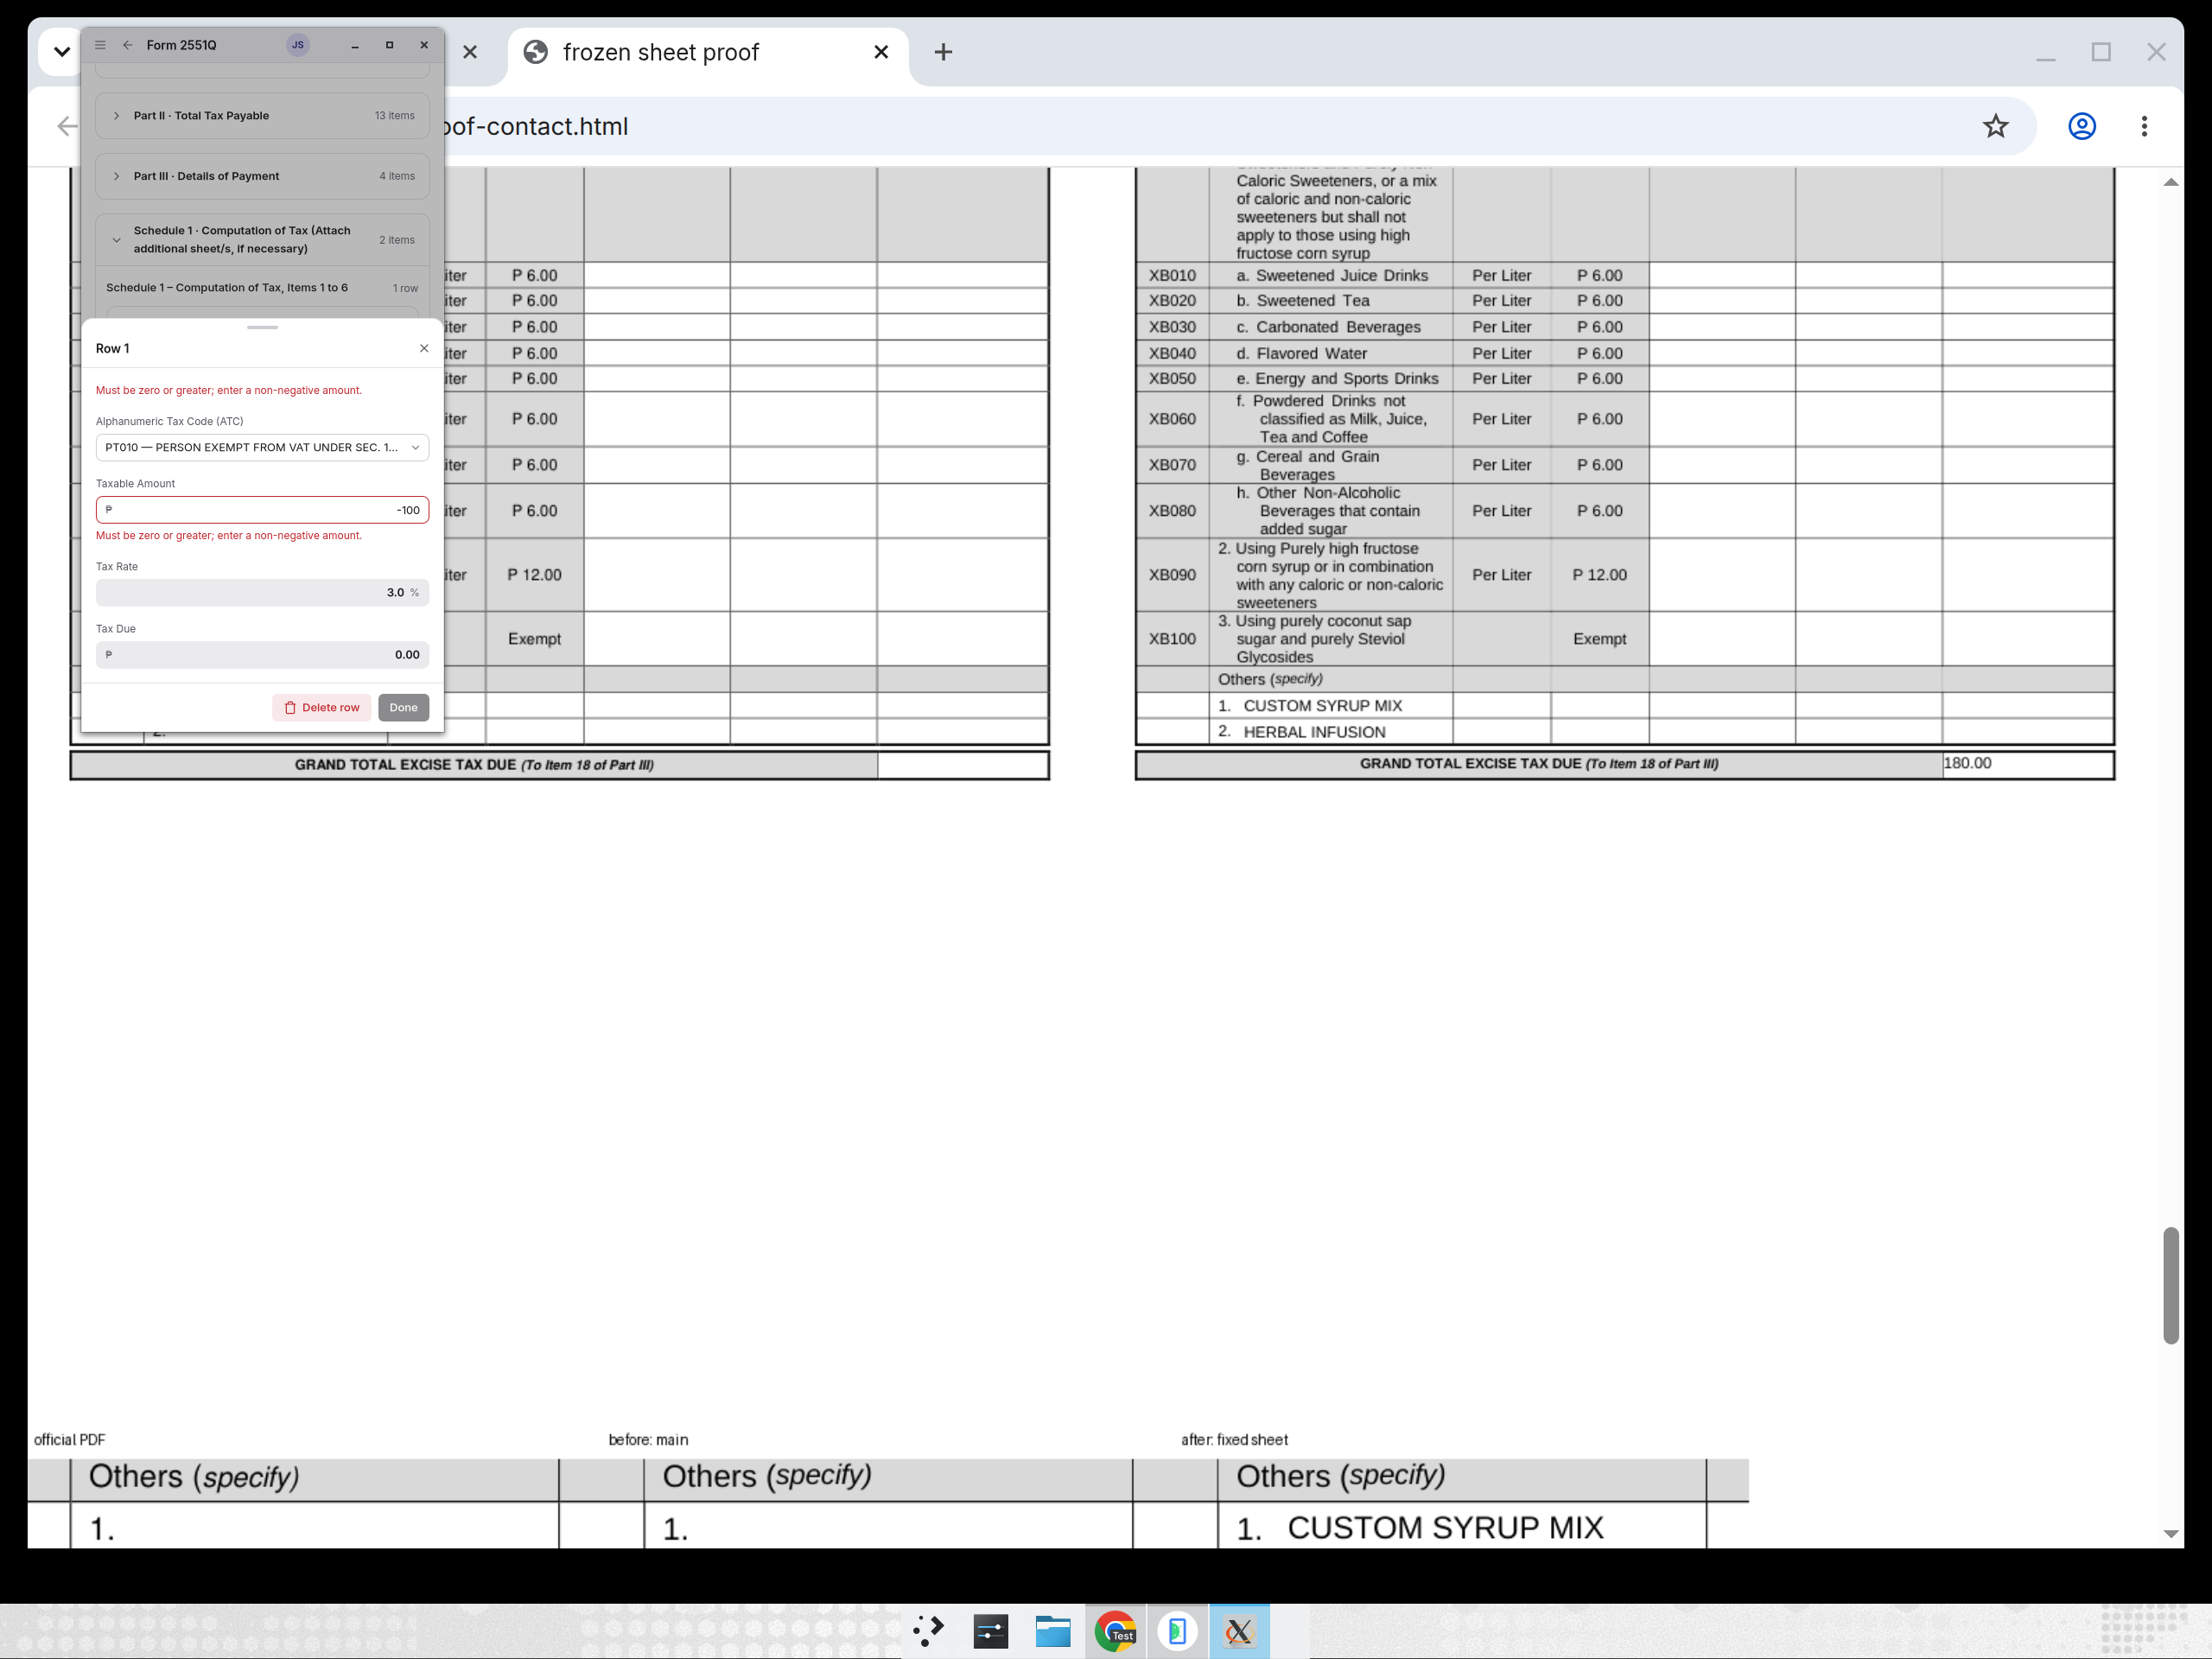 Form 2551Q
JS
frozen sheet proof
oof-contact.html
Part II · Total Tax Payable
13 items
Part III · Details of Payment
4 items
Schedule 1 · Computation of Tax (Attach
additional sheet/s, if necessary)
2 items
Schedule 1 – Computation of Tax, Items 1 to 6
1 row
Row 1
Must be zero or greater; enter a non-negative amount.
Alphanumeric Tax Code (ATC)
PT010 — PERSON EXEMPT FROM VAT UNDER SEC. 1...
Taxable Amount
₱ -100
Must be zero or greater; enter a non-negative amount.
Tax Rate
3.0 %
Tax Due
₱ 0.00
Delete row
Done
iter P 6.00
iter P 6.00
iter P 6.00
iter P 6.00
iter P 6.00
iter P 6.00
iter P 6.00
iter P 6.00
iter P 12.00
Exempt
2.
GRAND TOTAL EXCISE TAX DUE (To Item 18 of Part III)
Caloric Sweeteners, or a mix
of caloric and non-caloric
sweeteners but shall not
apply to those using high
fructose corn syrup
XB010 a. Sweetened Juice Drinks Per Liter P 6.00
XB020 b. Sweetened Tea Per Liter P 6.00
XB030 c. Carbonated Beverages Per Liter P 6.00
XB040 d. Flavored Water Per Liter P 6.00
XB050 e. Energy and Sports Drinks Per Liter P 6.00
XB060 f. Powdered Drinks not
classified as Milk, Juice,
Tea and Coffee Per Liter P 6.00
XB070 g. Cereal and Grain
Beverages Per Liter P 6.00
XB080 h. Other Non-Alcoholic
Beverages that contain
added sugar Per Liter P 6.00
XB090 2. Using Purely high fructose
corn syrup or in combination
with any caloric or non-caloric
sweeteners Per Liter P 12.00
XB100 3. Using purely coconut sap
sugar and purely Steviol
Glycosides Exempt
Others (specify)
1. CUSTOM SYRUP MIX
2. HERBAL INFUSION
GRAND TOTAL EXCISE TAX DUE (To Item 18 of Part III) 180.00
official PDF
before: main
after: fixed sheet
Others (specify)
Others (specify)
Others (specify)
1.
1.
1. CUSTOM SYRUP MIX
Test